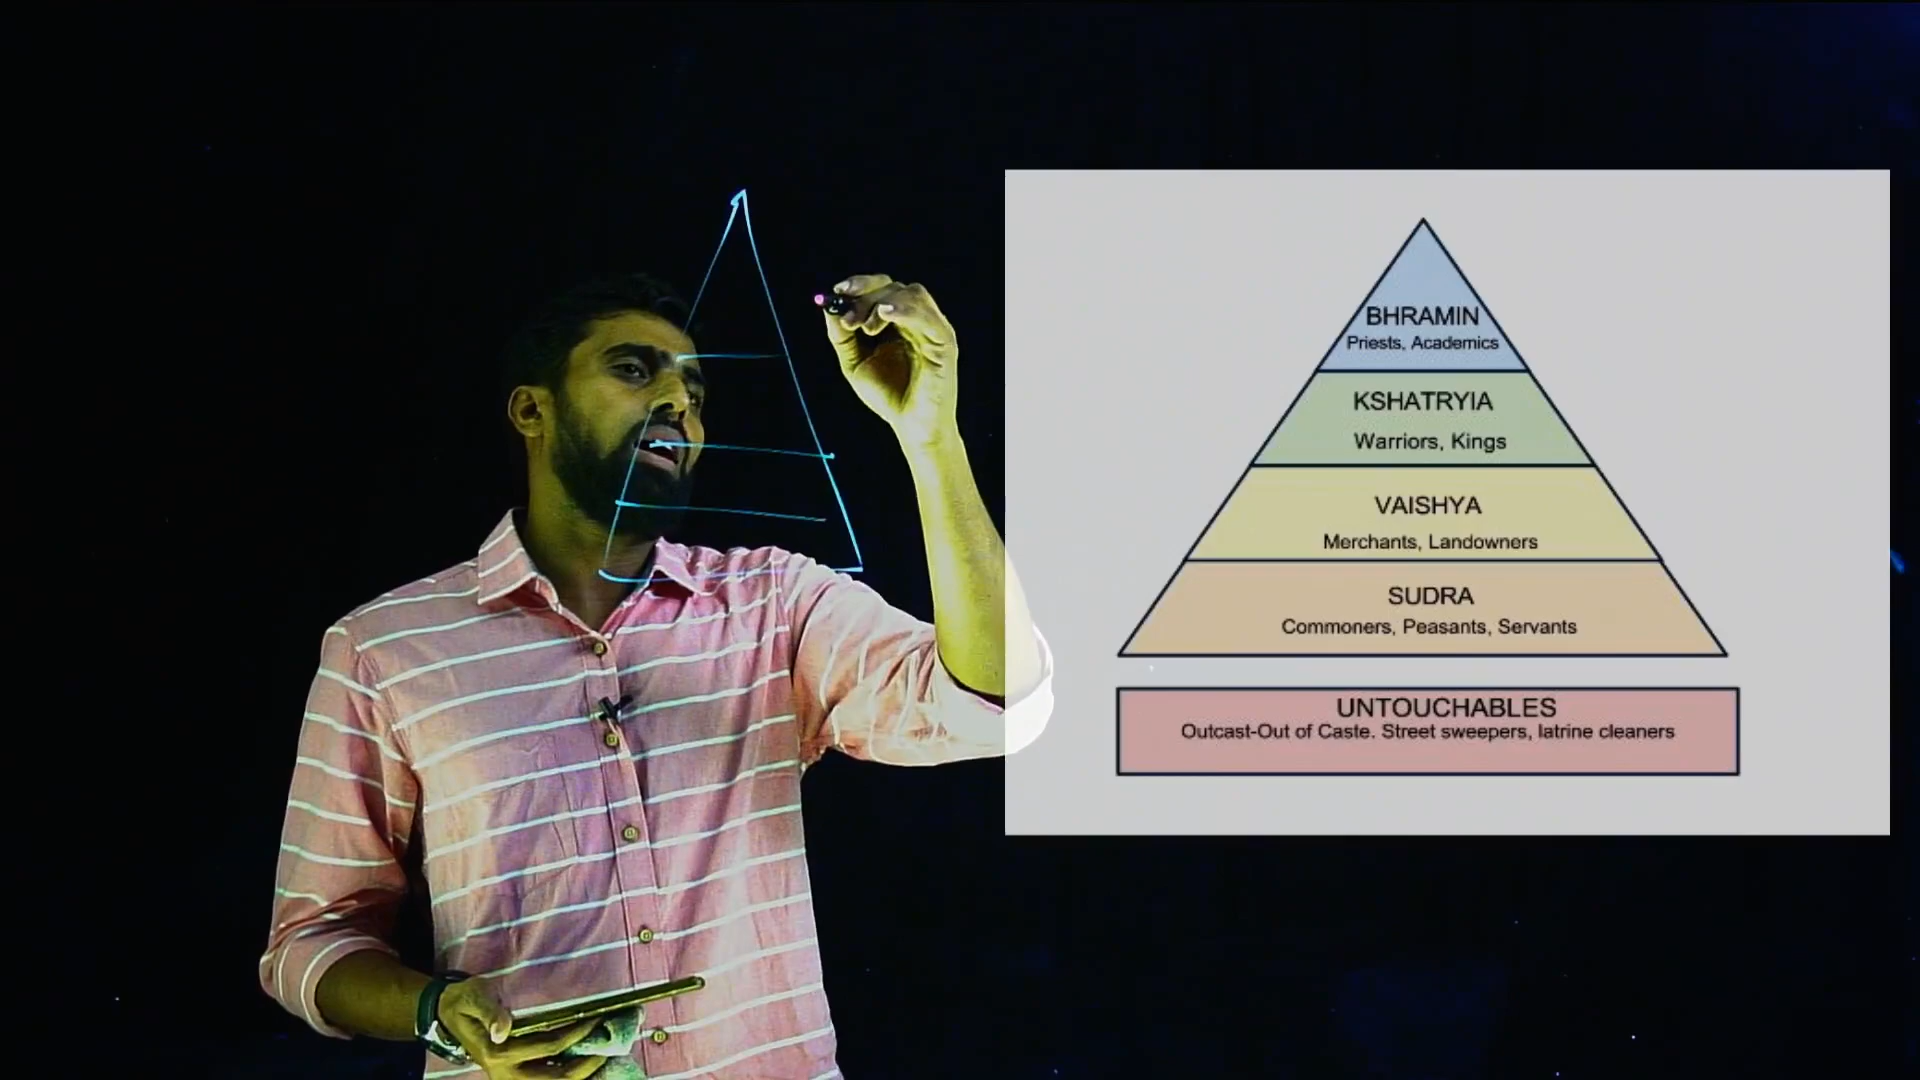 BHRAMIN
Priests, Academics
KSHATRYIA
Warriors, Kings
VAISHYA
Merchants, Landowners
SUDRA
Commoners, Peasants, Servants
UNTOUCHABLES
Outcast-Out of Caste. Street sweepers, latrine cleaners